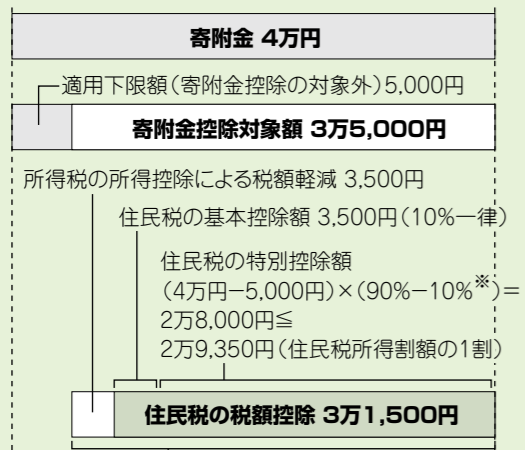 寄附金 4万円
適用下限額（寄附金控除の対象外）5,000円
寄附金控除対象額 3万5,000円
所得税の所得控除による税額軽減 3,500円
住民税の基本控除額 3,500円（10%一律）
住民税の特別控除額
（4万円−5,000円）×（90%−10%※）＝
2万8,000円≦
2万9,350円（住民税所得割額の1割）
住民税の税額控除 3万1,500円